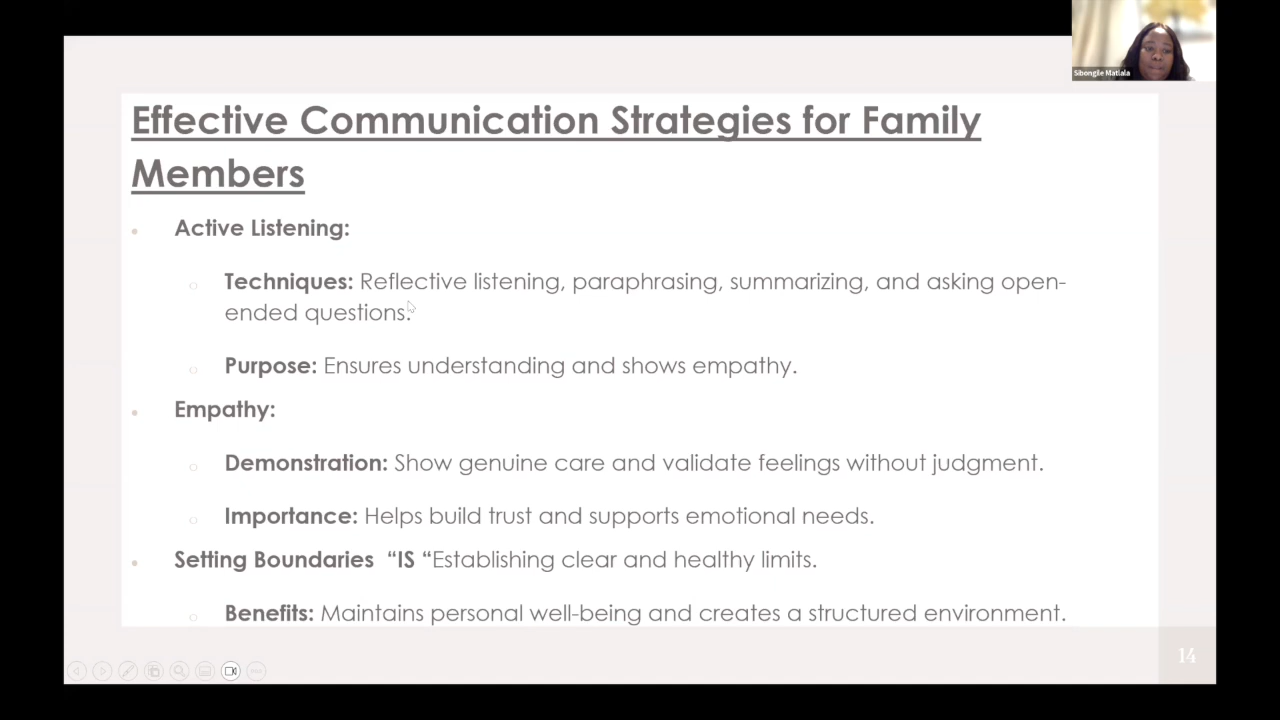 Sibongile Matlala
Effective Communication Strategies for Family
Members
Active Listening:
Techniques: Reflective listening, paraphrasing, summarizing, and asking open-
ended questions.
Purpose: Ensures understanding and shows empathy.
Empathy:
Demonstration: Show genuine care and validate feelings without judgment.
Importance: Helps build trust and supports emotional needs.
Setting Boundaries “IS “Establishing clear and healthy limits.
Benefits: Maintains personal well-being and creates a structured environment.
14